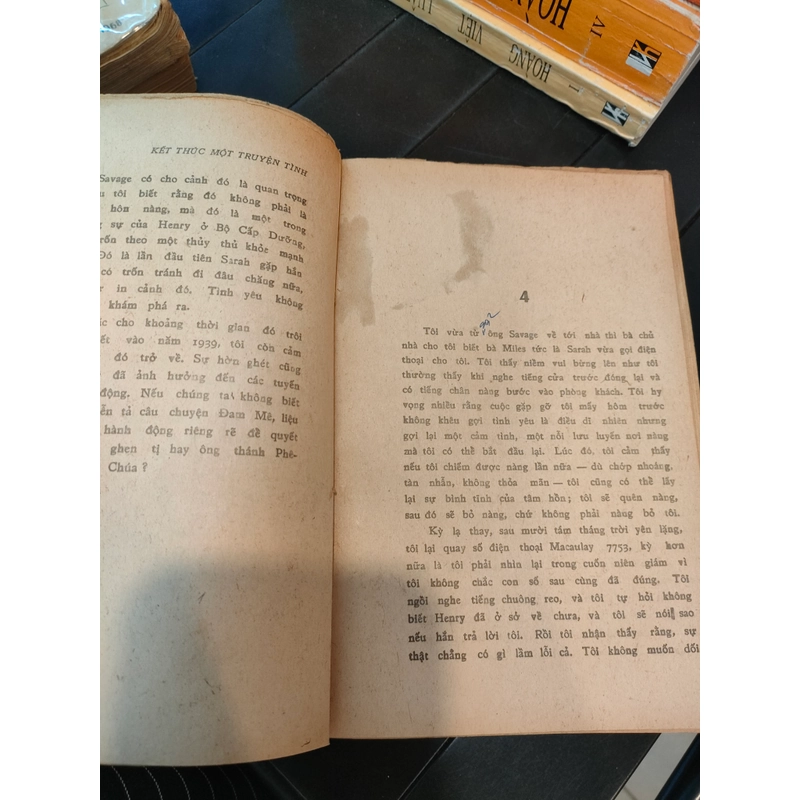 HOÀNG VIỆT
I
IV
KẾT THÚC MỘT TRUYỆN TÌNH
Savage có cho cảnh đó là quan trọng
tôi biết rằng đó không phải là
hôn nàng, mà đó là một trong
sự của Henry ở Bộ Cấp Dưỡng,
trốn theo một thủy thủ khỏe mạnh
Đó là lần đầu tiên Sarah gặp hắn
có trốn tránh đi đâu chăng nữa,
in cảnh đó. Tình yêu không
khám phá ra.
cho khoảng thời gian đó trôi
vào năm 1939, tôi còn cảm
đó trở về. Sự hờn ghét cũng
đã ảnh hưởng đến các tuyến
động. Nếu chúng ta không biết
tả câu chuyện Đam Mê, liệu
hành động riêng rẽ để quyết
ghen tị hay ông thánh Phê-
Chúa ?
4
Tôi vừa từ ông Savage về tới nhà thì bà chủ
nhà cho tôi biết bà Miles tức là Sarah vừa gọi điện
thoại cho tôi. Tôi thấy niềm vui bừng lên như tôi
thường thấy khi nghe tiếng cửa trước đóng lại và
có tiếng chân nàng bước vào phòng khách. Tôi hy
vọng nhiều rằng cuộc gặp gỡ tôi mấy hôm trước
không khêu gợi tình yêu là điều dĩ nhiên nhưng
gợi lại một cảm tình, một nỗi lưu luyến nơi nàng
mà tôi có thể bắt đầu lại. Lúc đó, tôi cảm thấy
nếu tôi chiếm được nàng lần nữa — dù chớp nhoáng,
tàn nhẫn, không thỏa mãn — tôi cũng có thể lấy
lại sự bình tĩnh của tâm hồn ; tôi sẽ quên nàng,
sau đó sẽ bỏ nàng, chứ không phải nàng bỏ tôi.
Kỳ lạ thay, sau mười tám tháng trời yên lặng,
tôi lại quay số điện thoại Macaulay 7753, kỳ hơn
nữa là tôi phải nhìn lại trong cuốn niên giám vì
tôi không chắc con số sau cùng đã đúng. Tôi
ngồi nghe tiếng chuông reo, và tôi tự hỏi không
biết Henry đã ở sở về chưa, và tôi sẽ nói sao
nếu hắn trả lời tôi. Rồi tôi nhận thấy rằng, sự
thật chẳng có gì lầm lỗi cả. Tôi không muốn dối